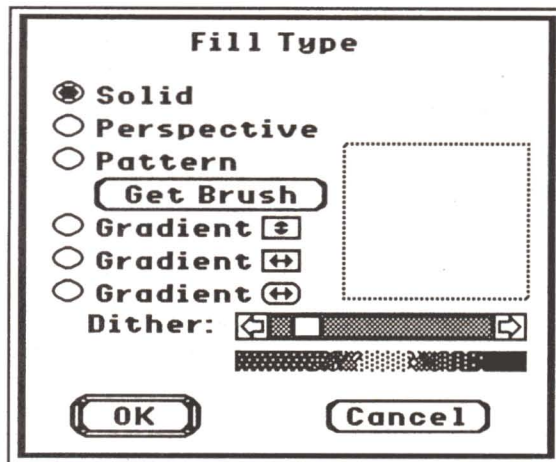 Fill Type
Solid
Perspective
Pattern
Get Brush
Gradient
Gradient
Gradient
Dither:
OK
Cancel